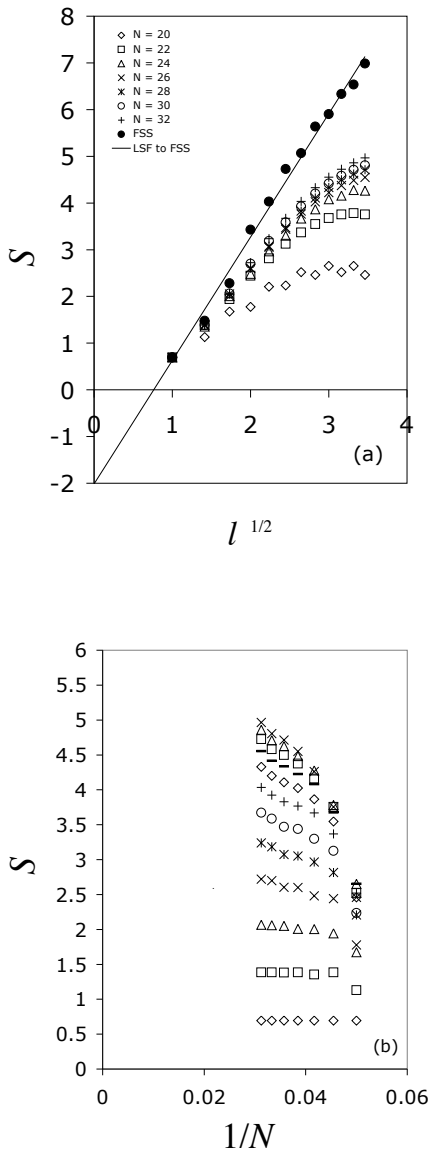 8
7
6
5
4
3
2
1
0
-1
-2
0 1 2 3 4
S
l 1/2
N = 20
N = 22
N = 24
N = 26
N = 28
N = 30
N = 32
FSS
LSF to FSS
(a)
6
5.5
5
4.5
4
3.5
3
2.5
2
1.5
1
0.5
0
0 0.02 0.04 0.06
S
1/N
(b)